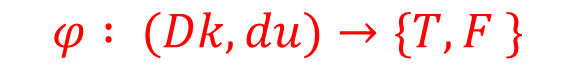 φ : (Dk, du) → {T, F }